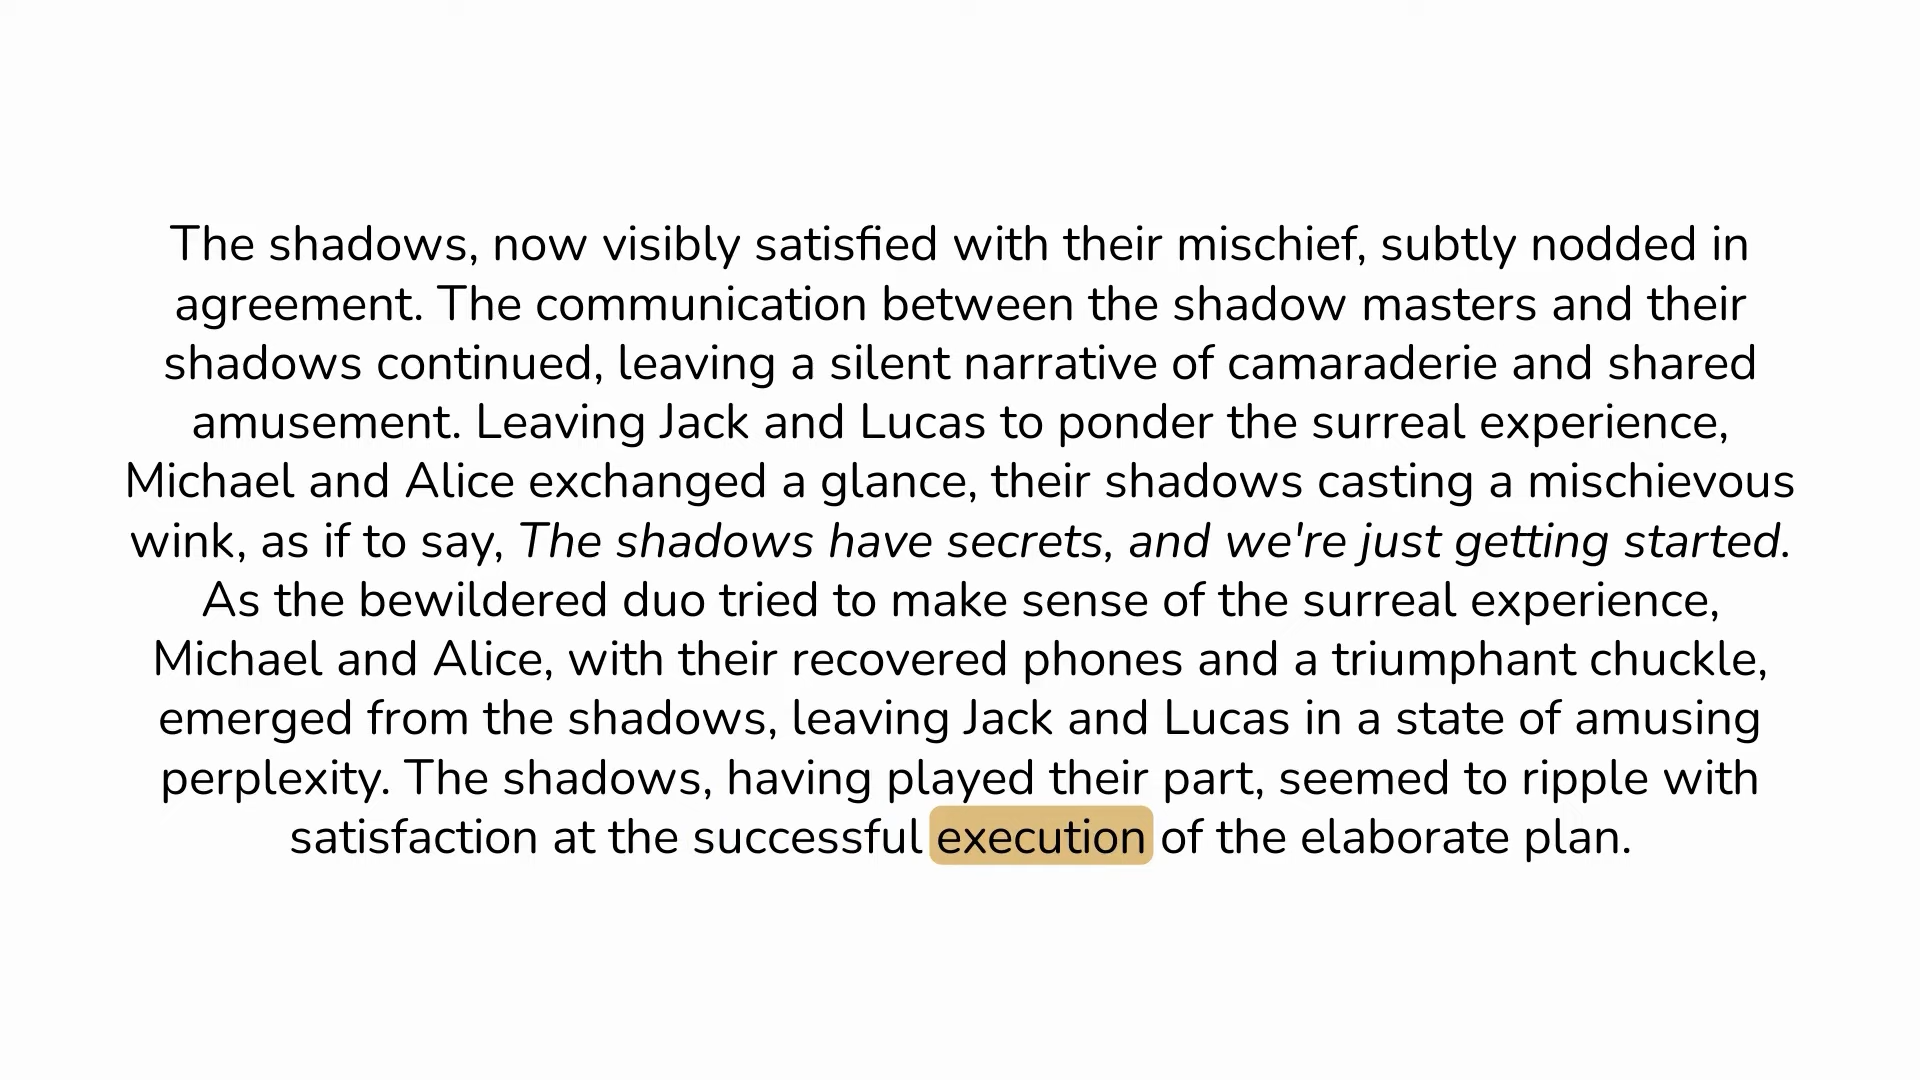 The shadows, now visibly satisfied with their mischief, subtly nodded in
agreement. The communication between the shadow masters and their
shadows continued, leaving a silent narrative of camaraderie and shared
amusement. Leaving Jack and Lucas to ponder the surreal experience,
Michael and Alice exchanged a glance, their shadows casting a mischievous
wink, as if to say, The shadows have secrets, and we're just getting started.
As the bewildered duo tried to make sense of the surreal experience,
Michael and Alice, with their recovered phones and a triumphant chuckle,
emerged from the shadows, leaving Jack and Lucas in a state of amusing
perplexity. The shadows, having played their part, seemed to ripple with
satisfaction at the successful execution of the elaborate plan.